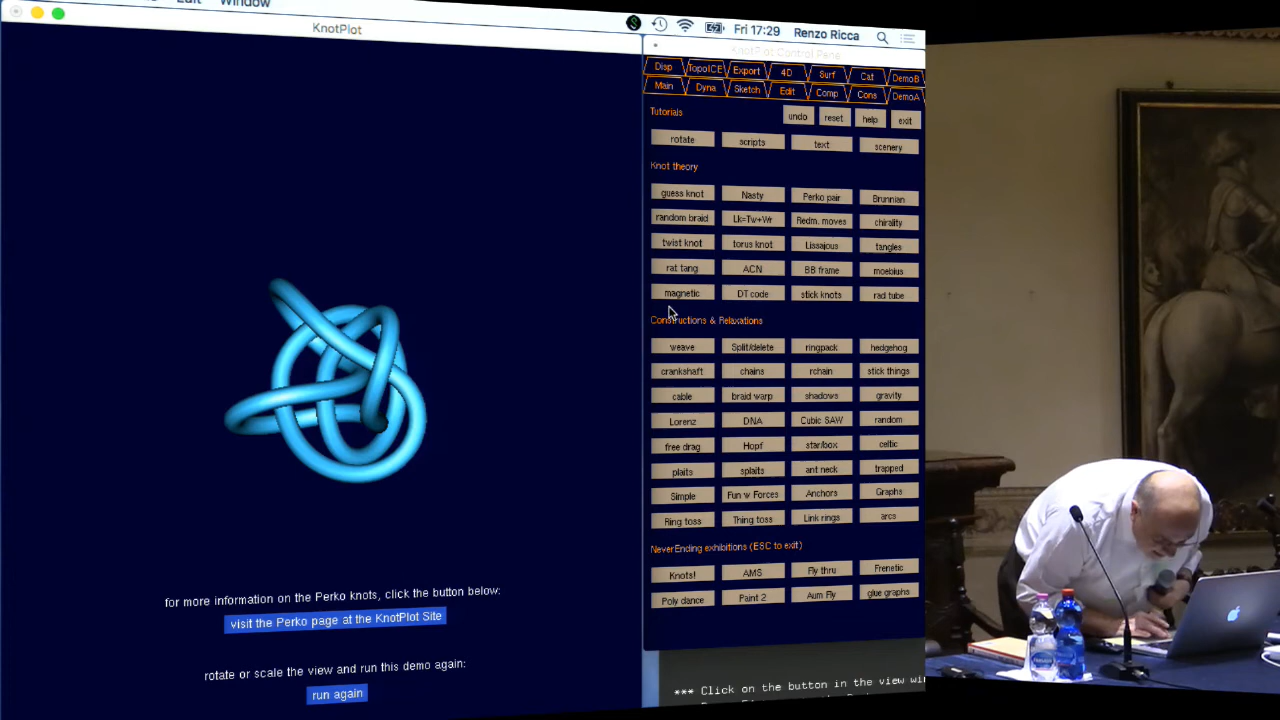 Edit Window
KnotPlot
Fri 17:29 Renzo Ricca
KnotPlot Control Panel
Disp TopoICE Export 4D Surf Cat DemoB
Main Dyna Sketch Edit Comp Cons DemoA
Tutorials undo reset help exit
rotate scripts text scenery
Knot theory
guess knot Nasty Perko pair Brunnian
random braid Lk=Tw+Wr Redm. moves chirality
twist knot torus knot Lissajous tangles
rat tang ACN BB frame moebius
magnetic DT code stick knots rad tube
Constructions & Relaxations
weave Split/delete ringpack hedgehog
crankshaft chains rchain stick things
cable braid warp shadows gravity
Lorenz DNA Cubic SAW random
free drag Hopf star/box celtic
plaits splaits ant neck trapped
Simple Fun w Forces Anchors Graphs
Ring toss Thing toss Link rings arcs
NeverEnding exhibitions (ESC to exit)
Knots! AMS Fly thru Frenetic
Poly dance Paint 2 Aum Fly glue graphs
for more information on the Perko knots, click the button below:
visit the Perko page at the KnotPlot Site
rotate or scale the view and run this demo again:
run again
*** Click on the button in the view wi